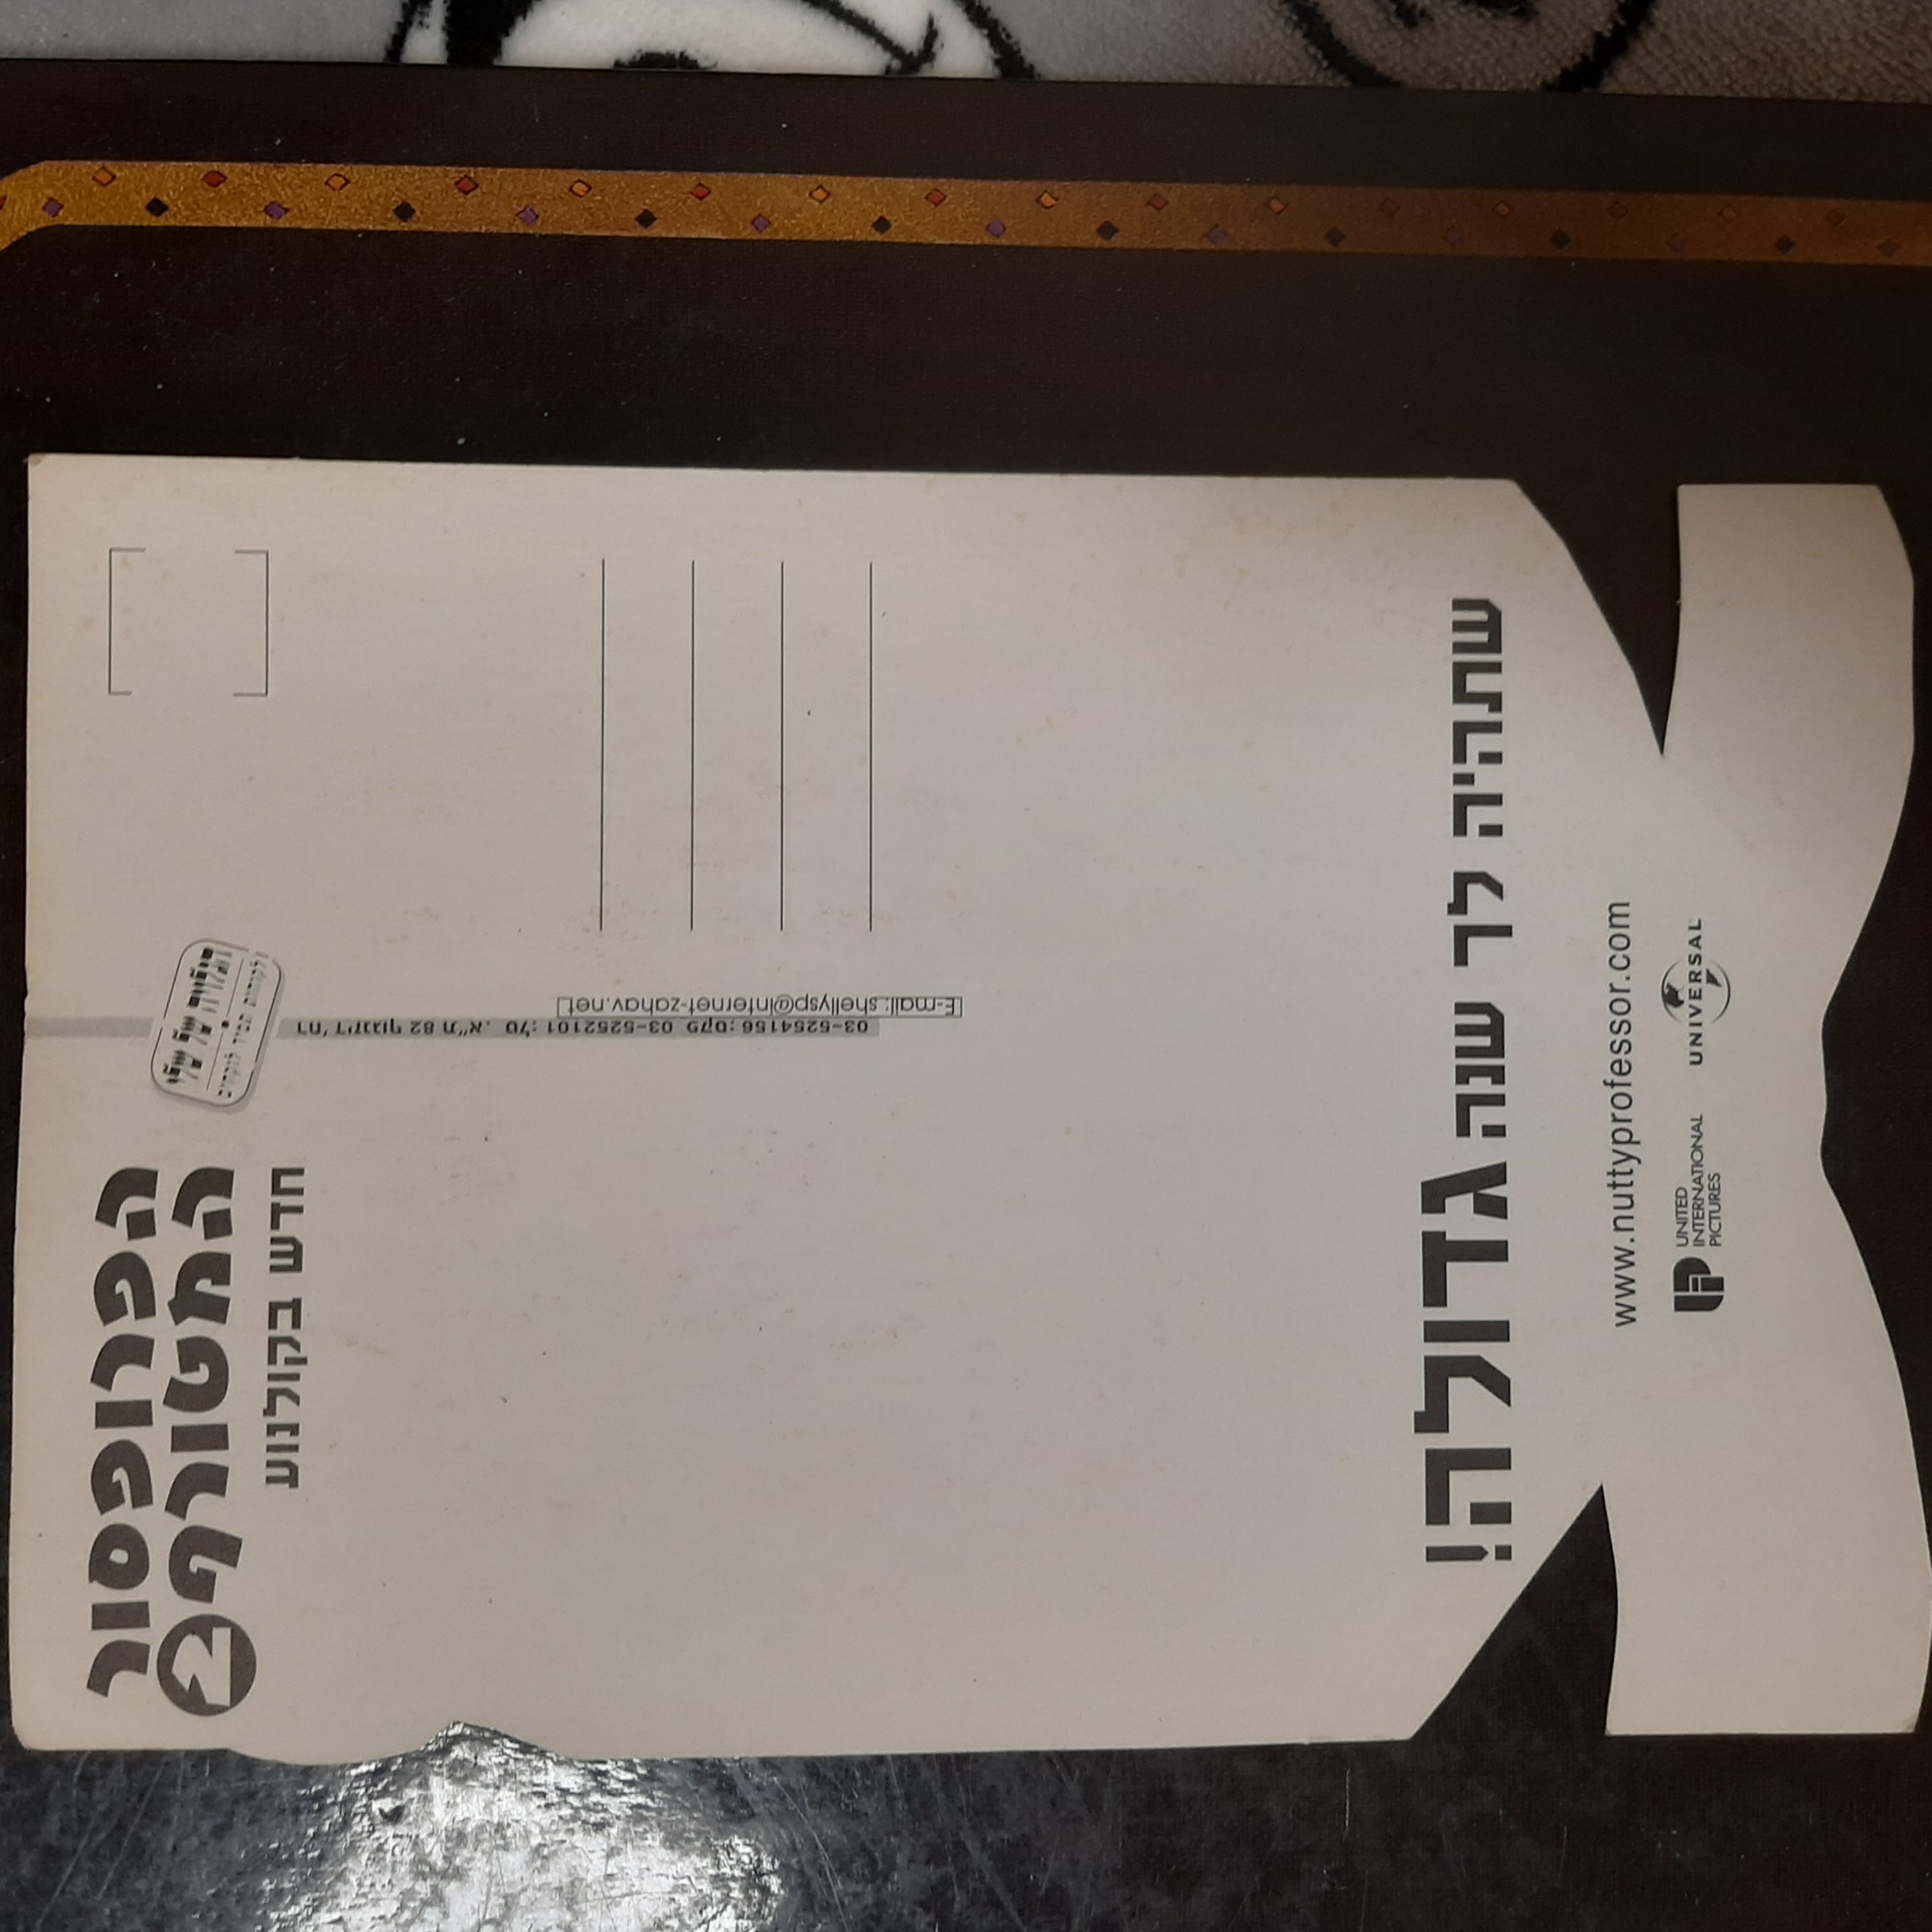 הפרופסור
המטורף 2
חדש בקולנוע
רח' דיזנגוף 82 ת"א. טל: 03-5252101 פקס: 03-5254156
E-mail: shellysp@internet-zahav.net
שתהיה לך שנה גדולה!
www.nuttyprofessor.com
UNITED
INTERNATIONAL
PICTURES
UNIVERSAL